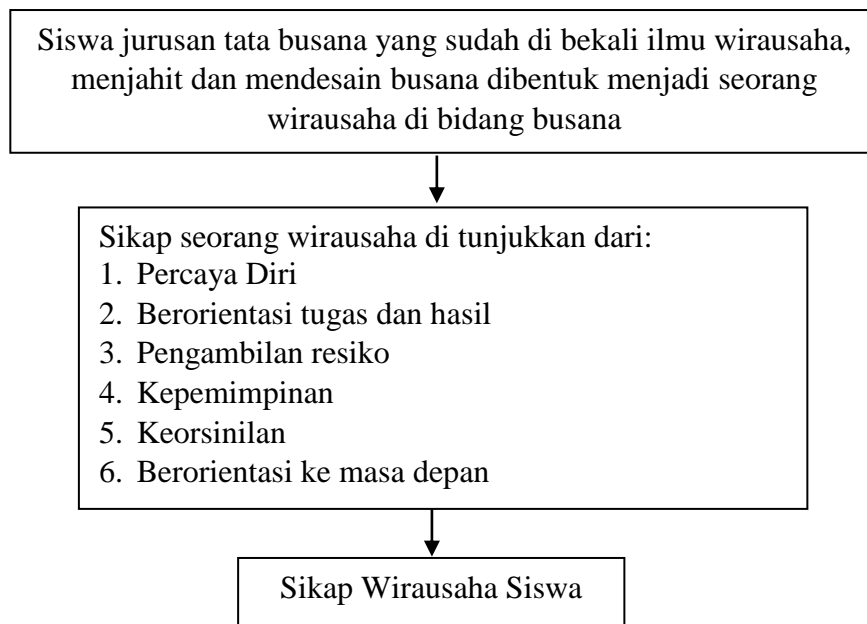 Siswa jurusan tata busana yang sudah di bekali ilmu wirausaha,
menjahit dan mendesain busana dibentuk menjadi seorang
wirausaha di bidang busana
Sikap seorang wirausaha di tunjukkan dari:
1. Percaya Diri
2. Berorientasi tugas dan hasil
3. Pengambilan resiko
4. Kepemimpinan
5. Keorsinilan
6. Berorientasi ke masa depan
Sikap Wirausaha Siswa